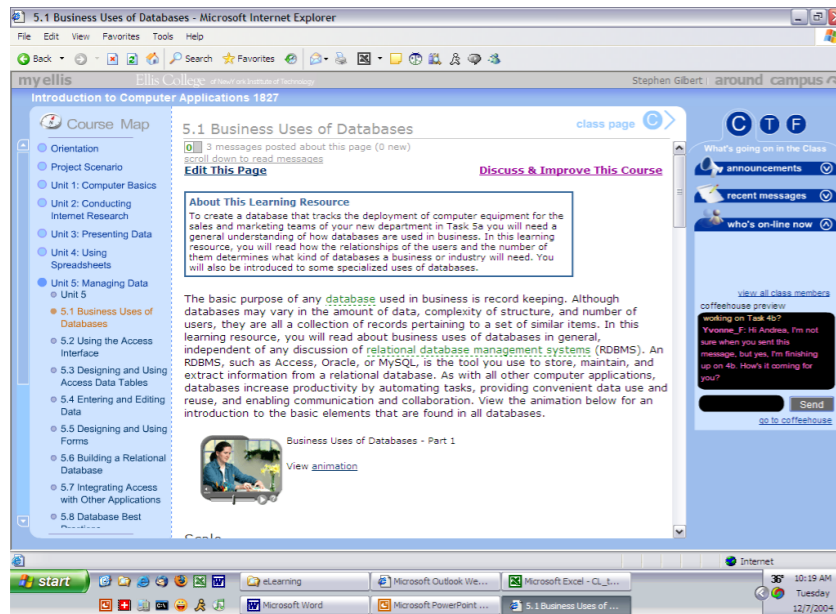 5.1 Business Uses of Databases - Microsoft Internet Explorer
File Edit View Favorites Tools Help
Back Search Favorites
myellis Ellis College of New York Institute of Technology Stephen Gilbert around campus
Introduction to Computer Applications 1827
Course Map
Orientation
Project Scenario
Unit 1: Computer Basics
Unit 2: Conducting
Internet Research
Unit 3: Presenting Data
Unit 4: Using
Spreadsheets
Unit 5: Managing Data
Unit 5
5.1 Business Uses of
Databases
5.2 Using the Access
Interface
5.3 Designing and Using
Access Data Tables
5.4 Entering and Editing
Data
5.5 Designing and Using
Forms
5.6 Building a Relational
Database
5.7 Integrating Access
with Other Applications
5.8 Database Best
5.1 Business Uses of Databases
class page C
0 3 messages posted about this page (0 new)
scroll down to read messages
Edit This Page Discuss & Improve This Course
About This Learning Resource
To create a database that tracks the deployment of computer equipment for the
sales and marketing teams of your new department in Task 5a you will need a
general understanding of how databases are used in business. In this learning
resource, you will read how the relationships of the users and the number of
them determines what kind of databases a business or industry will need. You
will also be introduced to some specialized uses of databases.
The basic purpose of any database used in business is record keeping. Although
databases may vary in the amount of data, complexity of structure, and number of
users, they are all a collection of records pertaining to a set of similar items. In this
learning resource, you will read about business uses of databases in general,
independent of any discussion of relational database management systems (RDBMS). An
RDBMS, such as Access, Oracle, or MySQL, is the tool you use to store, maintain, and
extract information from a relational database. As with all other computer applications,
databases increase productivity by automating tasks, providing convenient data use and
reuse, and enabling communication and collaboration. View the animation below for an
introduction to the basic elements that are found in all databases.
Business Uses of Databases - Part 1
View animation
C T F
What's going on in the Class
announcements
recent messages
who's on-line now
view all class members
coffeehouse preview
working on Task 4b?
Yvonne_F: Hi Andrea, I'm not
sure when you sent this
message, but yes, I'm finishing
up on 4b. How's it coming for
you?
Send
go to coffeehouse
Internet
start
eLearning
Microsoft Outlook We...
Microsoft Excel - CL_t...
Microsoft Word
Microsoft PowerPoint ...
5.1 Business Uses of ...
36° 10:19 AM
Tuesday
12/7/2004